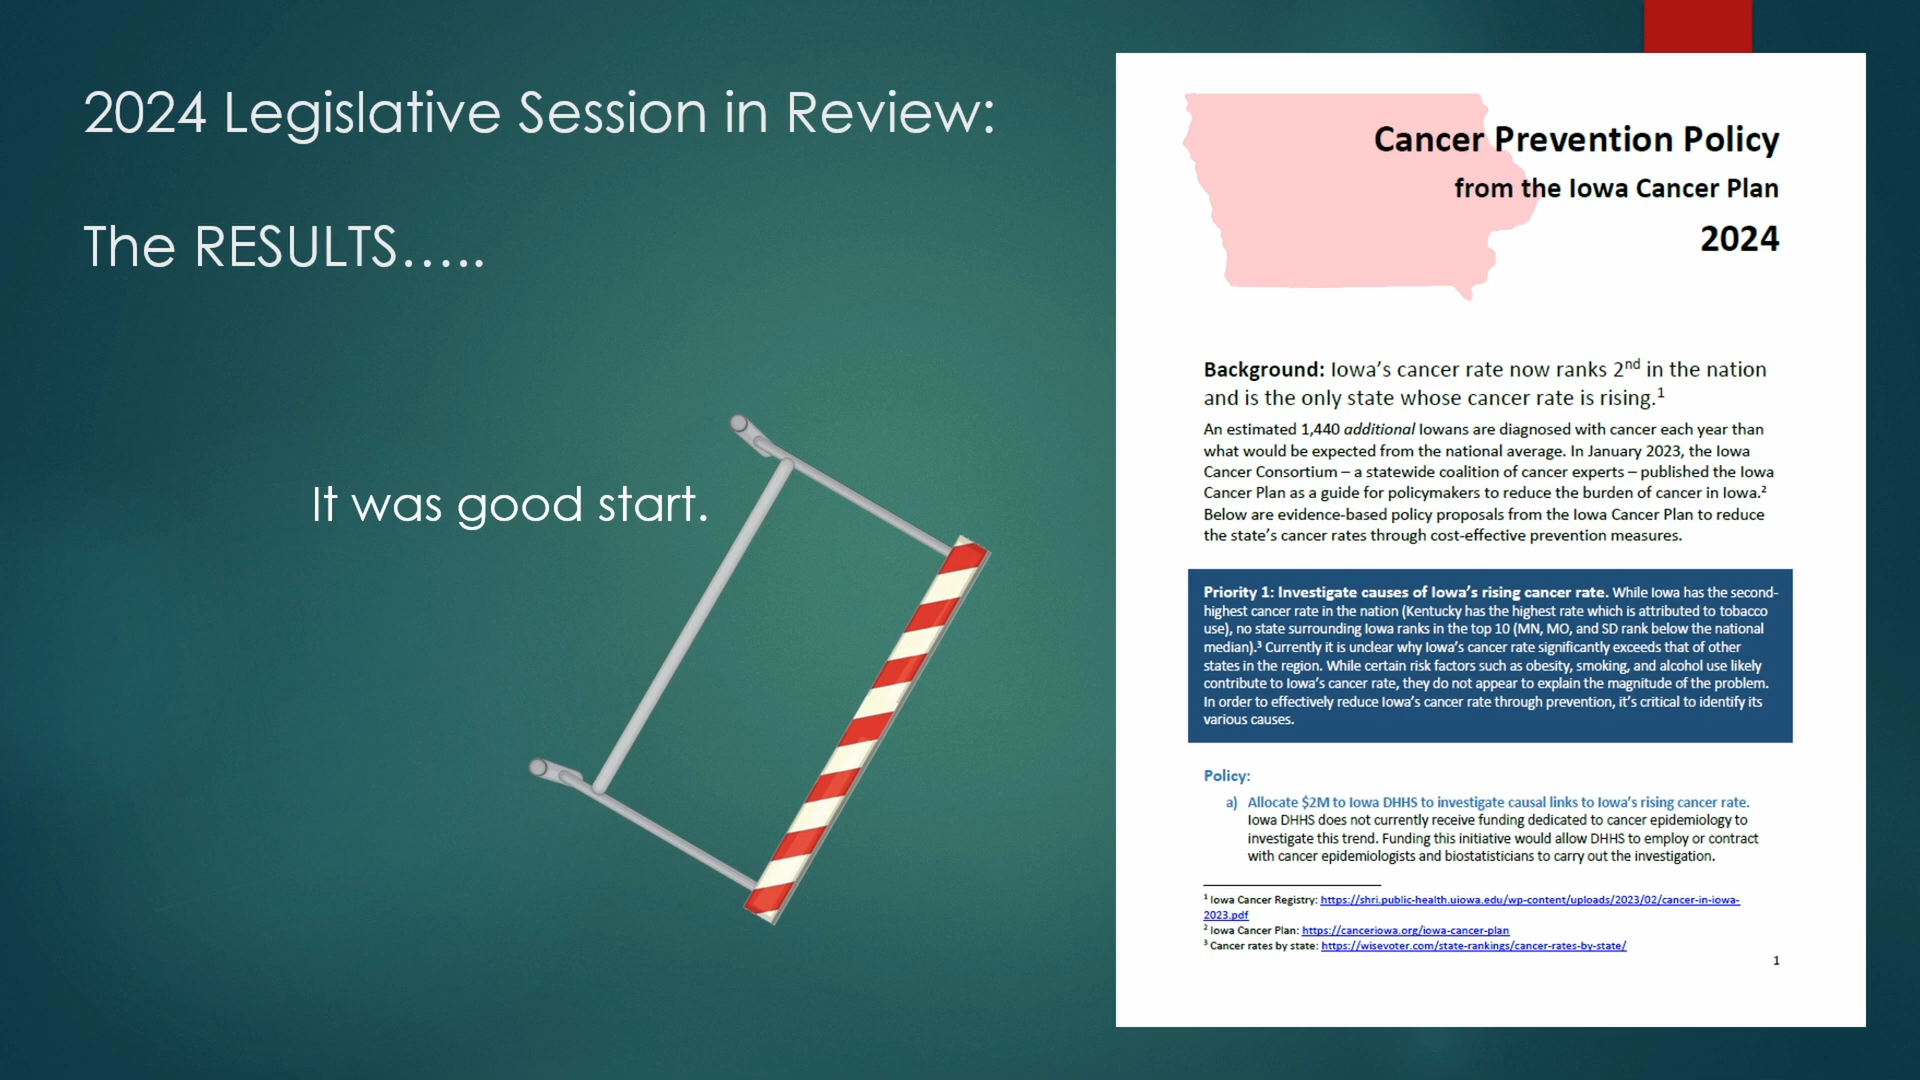 2024 Legislative Session in Review:
The RESULTS.....
It was good start.
Cancer Prevention Policy
from the Iowa Cancer Plan
2024
Background: Iowa's cancer rate now ranks 2nd in the nation
and is the only state whose cancer rate is rising.1
An estimated 1,440 additional Iowans are diagnosed with cancer each year than
what would be expected from the national average. In January 2023, the Iowa
Cancer Consortium – a statewide coalition of cancer experts – published the Iowa
Cancer Plan as a guide for policymakers to reduce the burden of cancer in Iowa.2
Below are evidence-based policy proposals from the Iowa Cancer Plan to reduce
the state's cancer rates through cost-effective prevention measures.
Priority 1: Investigate causes of Iowa's rising cancer rate. While Iowa has the second-
highest cancer rate in the nation (Kentucky has the highest rate which is attributed to tobacco
use), no state surrounding Iowa ranks in the top 10 (MN, MO, and SD rank below the national
median).3 Currently it is unclear why Iowa's cancer rate significantly exceeds that of other
states in the region. While certain risk factors such as obesity, smoking, and alcohol use likely
contribute to Iowa's cancer rate, they do not appear to explain the magnitude of the problem.
In order to effectively reduce Iowa's cancer rate through prevention, it's critical to identify its
various causes.
Policy:
a) Allocate $2M to Iowa DHHS to investigate causal links to Iowa's rising cancer rate.
Iowa DHHS does not currently receive funding dedicated to cancer epidemiology to
investigate this trend. Funding this initiative would allow DHHS to employ or contract
with cancer epidemiologists and biostatisticians to carry out the investigation.
1 Iowa Cancer Registry: https://shri.public-health.uiowa.edu/wp-content/uploads/2023/02/cancer-in-iowa-
2023.pdf
2 Iowa Cancer Plan: https://canceriowa.org/iowa-cancer-plan
3 Cancer rates by state: https://wisevoter.com/state-rankings/cancer-rates-by-state/
1